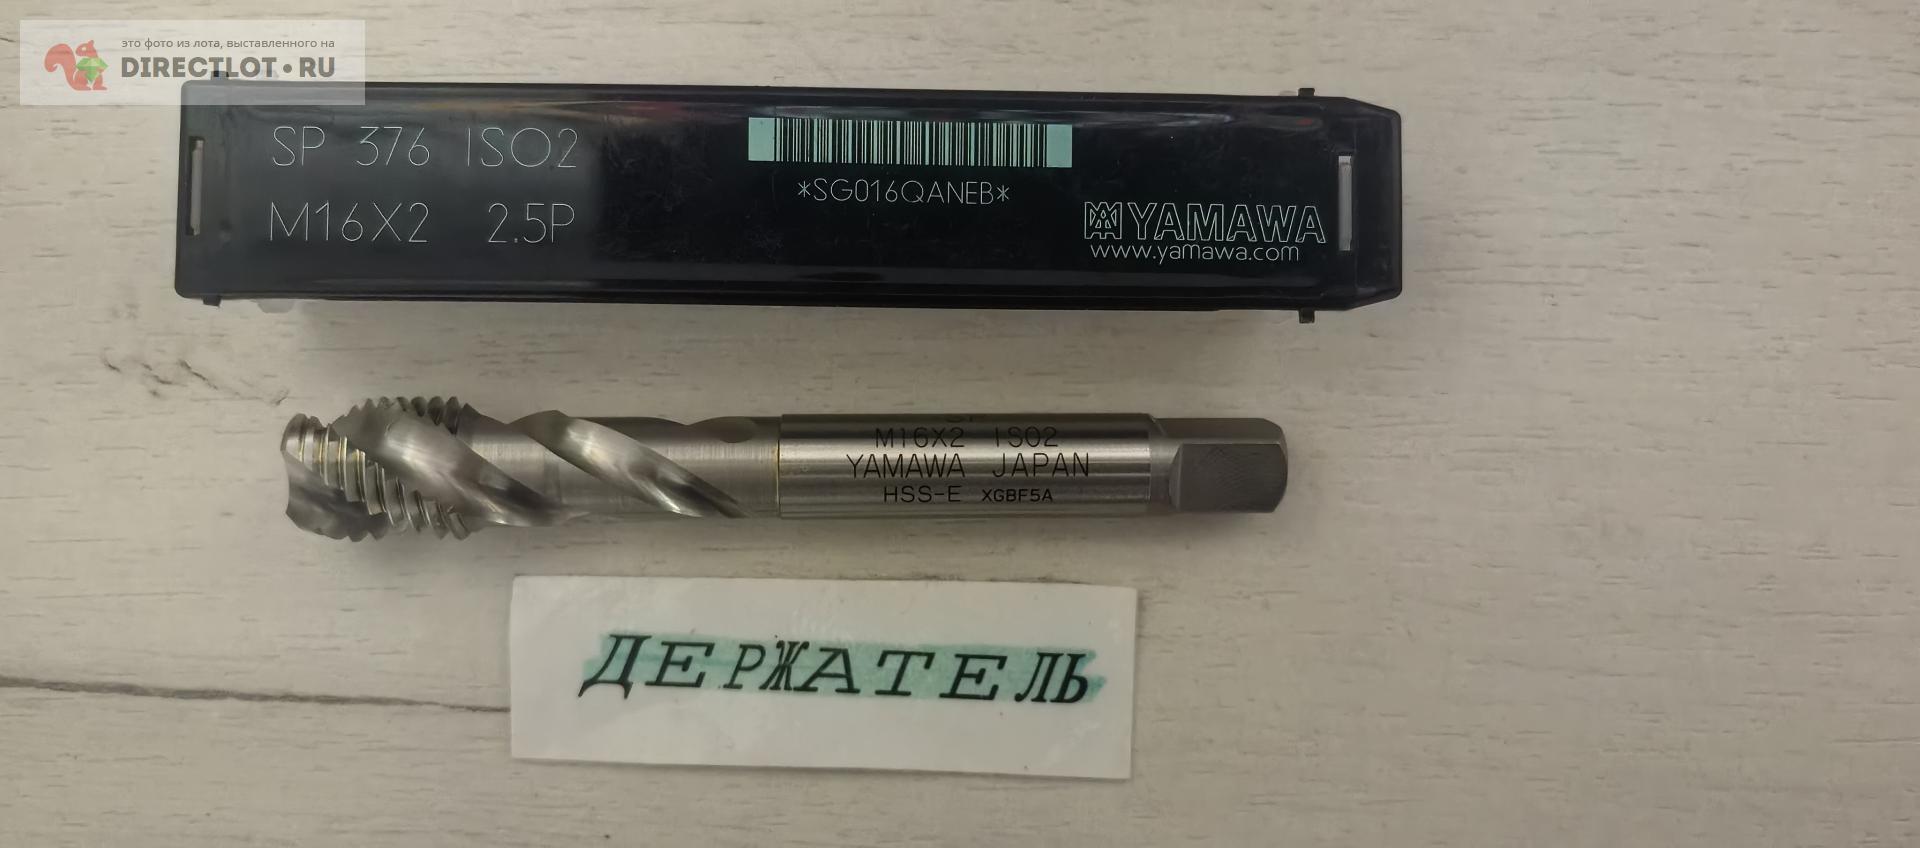 это фото из лота, выставленного на
DIRECTLOT•RU
SP 376 ISO2
M16X2 2.5P
*SG016QANEB*
YAMAWA
www.yamawa.com
M16X2 ISO2
YAMAWA JAPAN
HSS-E XGBF5A
ДЕРЖАТЕЛЬ